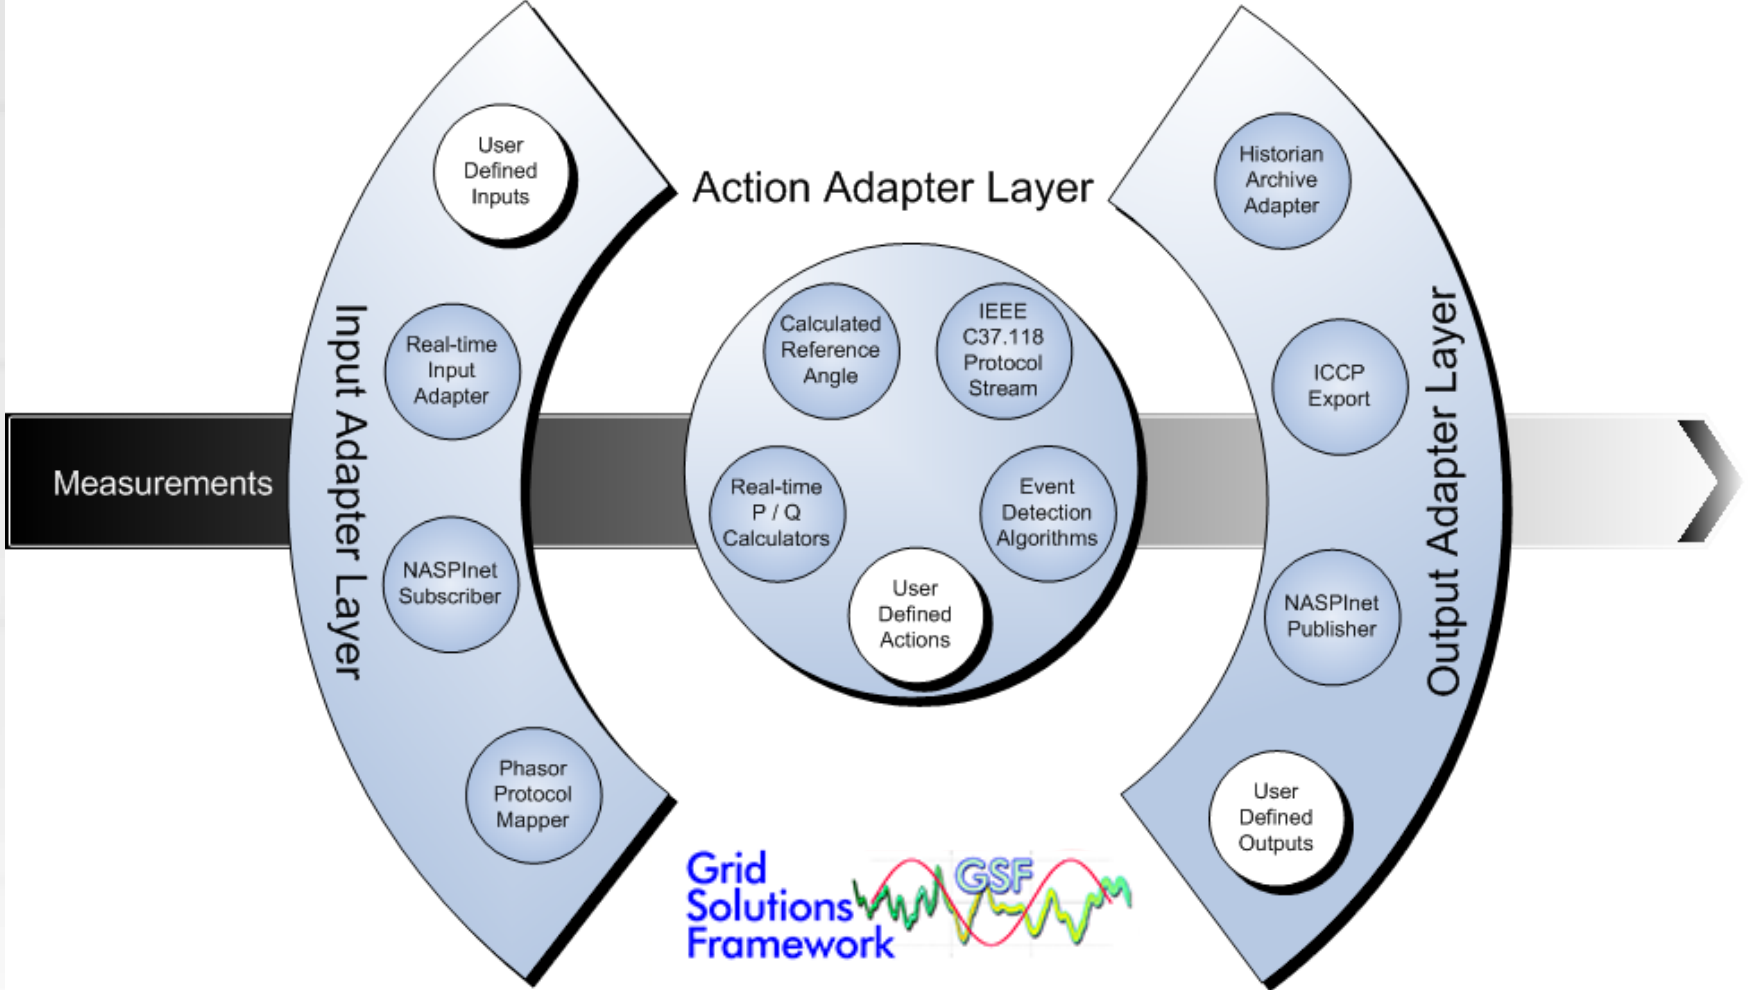 User
Defined
Inputs
Real-time
Input
Adapter
NASPInet
Subscriber
Phasor
Protocol
Mapper
Input Adapter Layer
Measurements
Action Adapter Layer
Calculated
Reference
Angle
IEEE
C37.118
Protocol
Stream
Real-time
P / Q
Calculators
Event
Detection
Algorithms
User
Defined
Actions
Historian
Archive
Adapter
ICCP
Export
NASPInet
Publisher
User
Defined
Outputs
Output Adapter Layer
Grid
Solutions
Framework
GSF